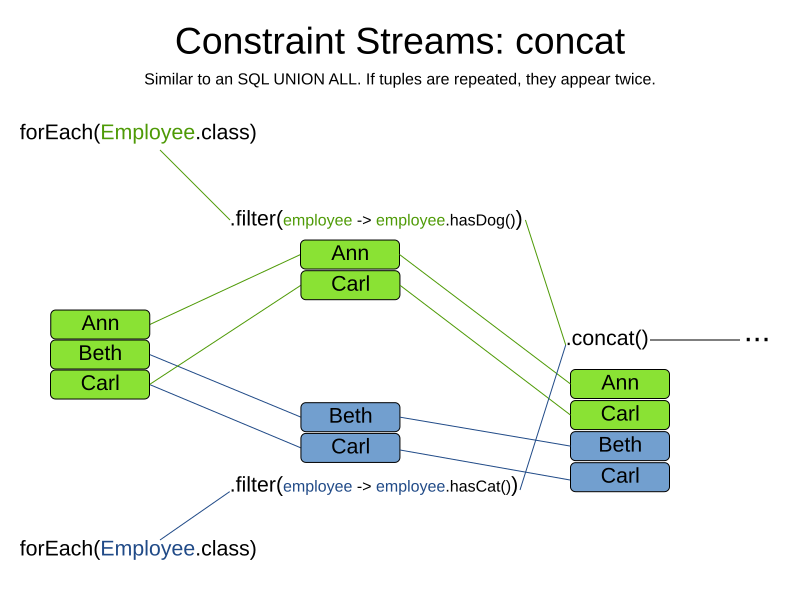 Constraint Streams: concat
Similar to an SQL UNION ALL. If tuples are repeated, they appear twice.
forEach(Employee.class)
.filter(employee -> employee.hasDog())
Ann
Carl
Ann
Beth
Carl
.concat()
...
Ann
Carl
Beth
Carl
Beth
Carl
.filter(employee -> employee.hasCat())
forEach(Employee.class)